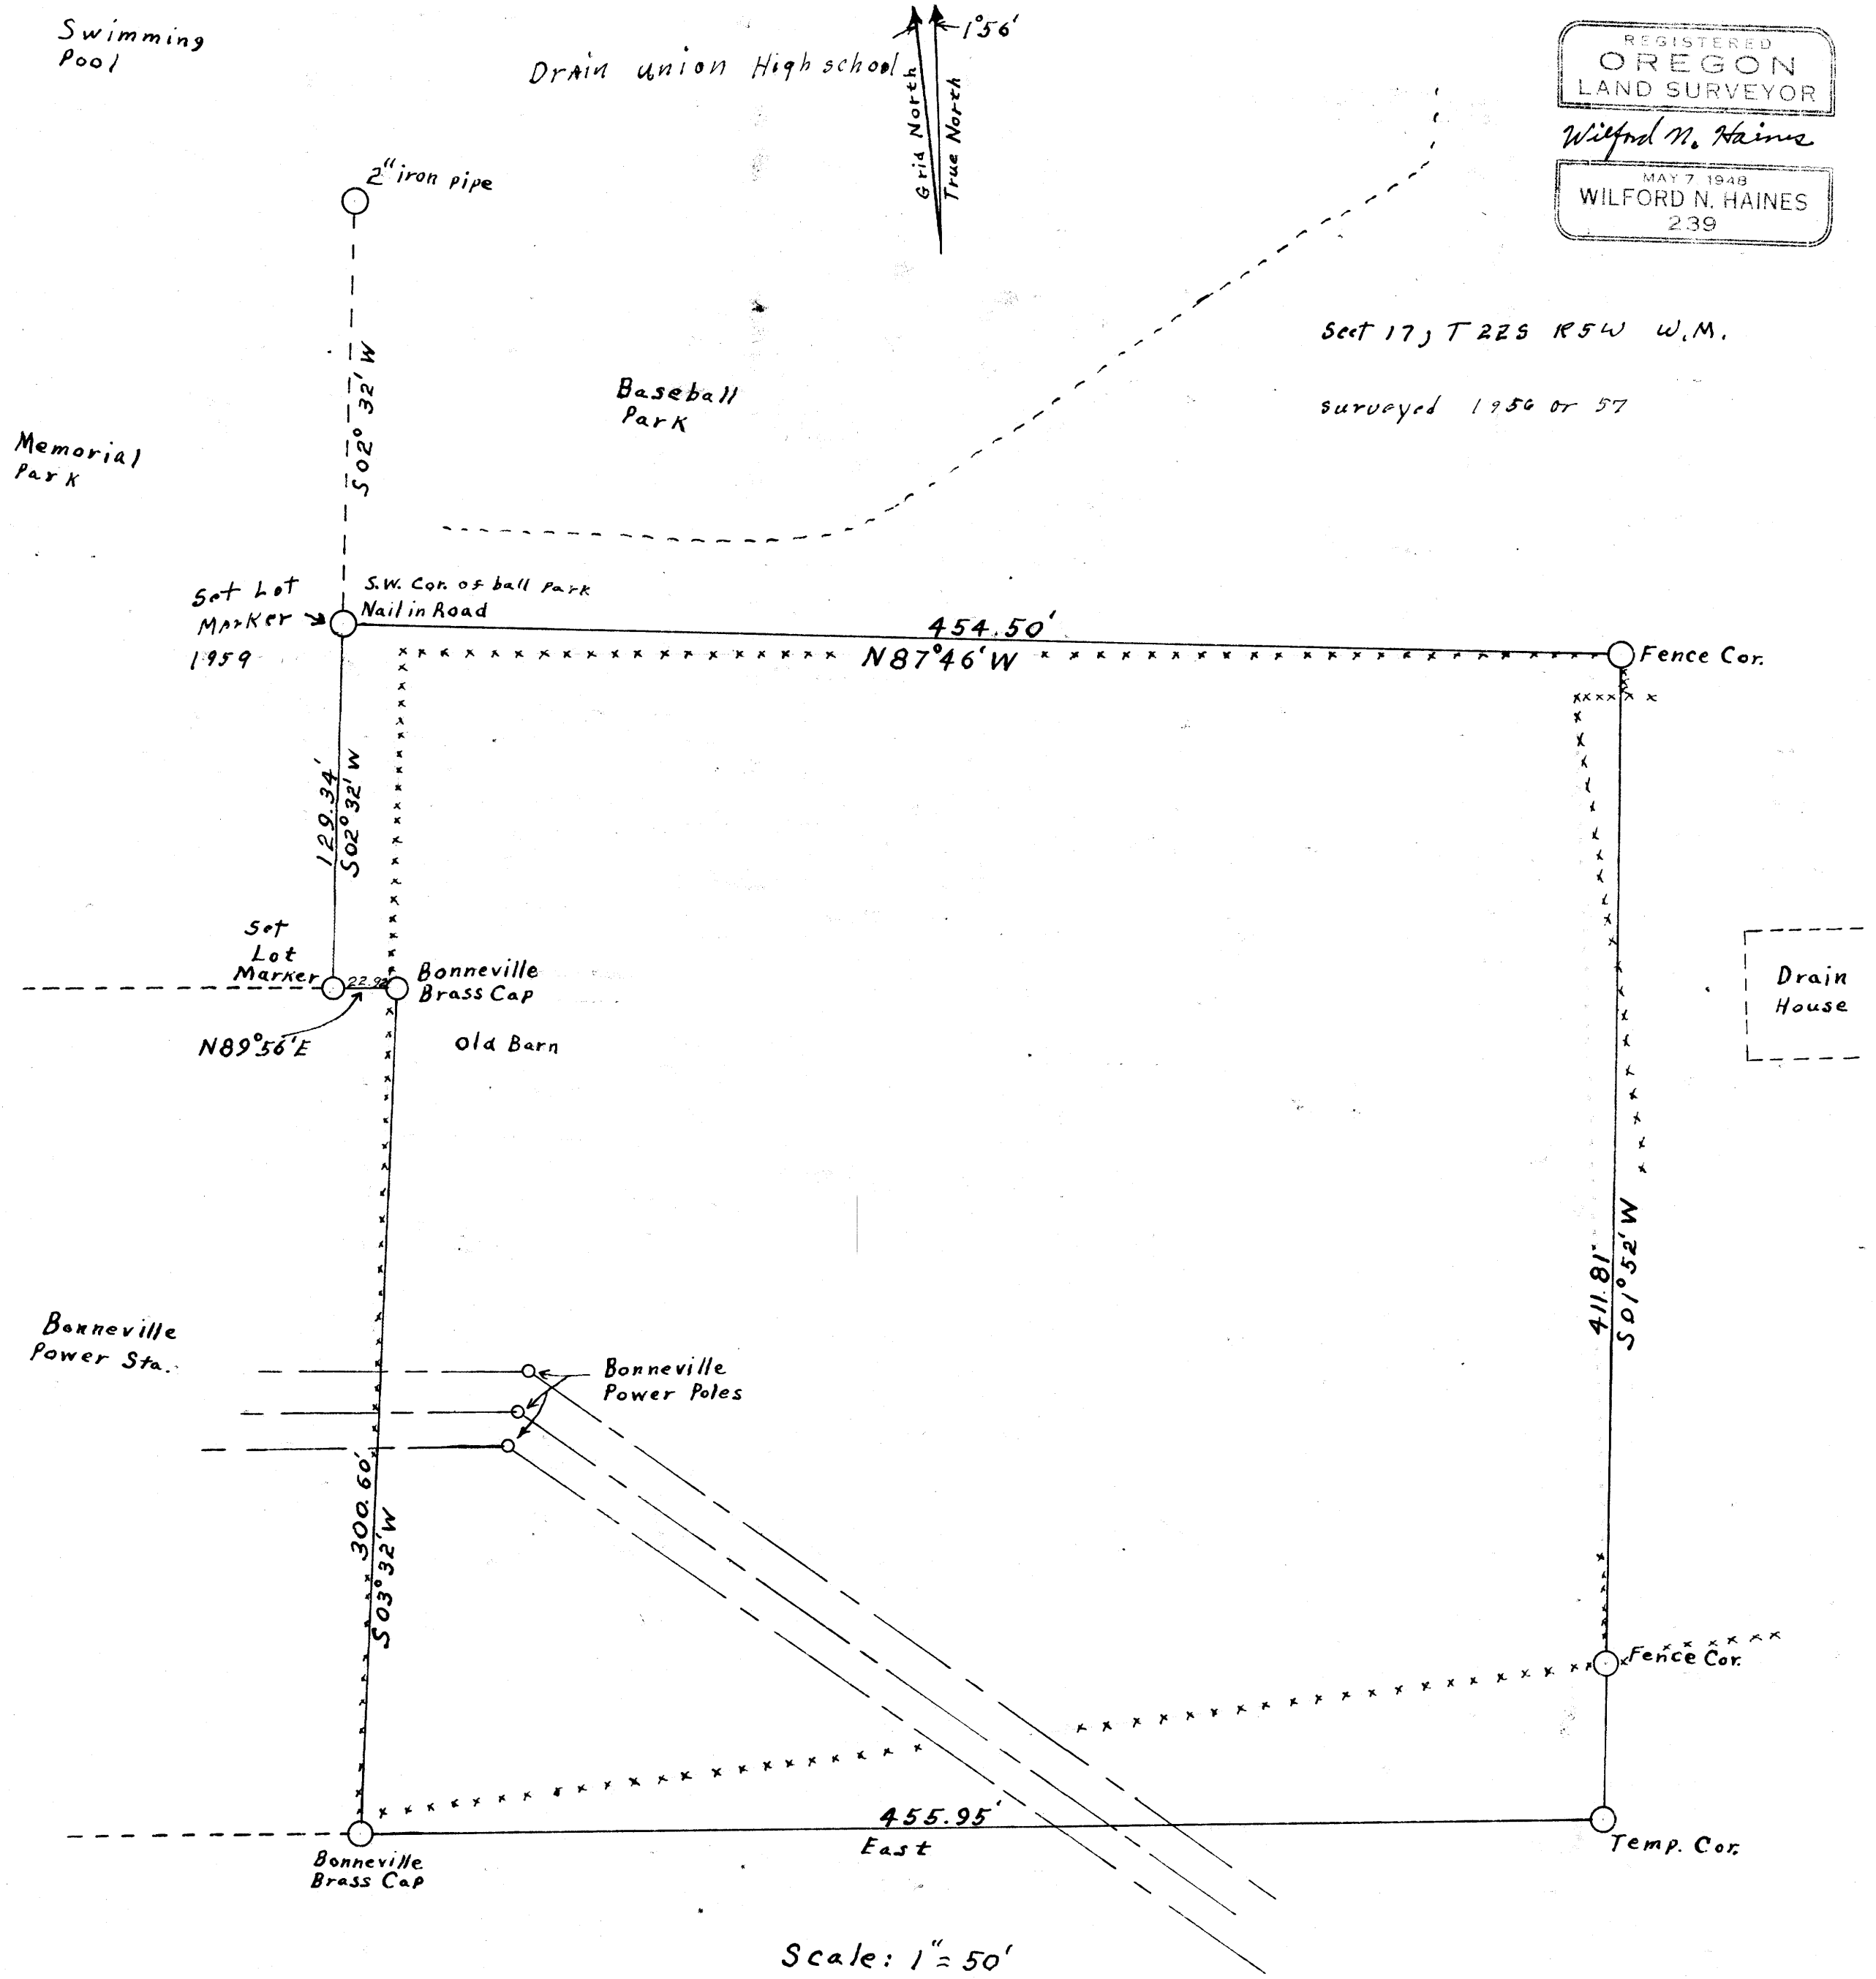 Swimming
Pool
Drain Union High school
Grid North
True North
1°56'
REGISTERED
OREGON
LAND SURVEYOR
Wilford N. Haines
MAY 7, 1948
WILFORD N. HAINES
239
2" iron pipe
S02°32'W
Sect 17, T 22S R5W W.M.
surveyed 1956 or 57
Baseball
Park
Memorial
Park
Set Lot
Marker
1959
S.W. Cor. of ball Park
Nail in Road
454.50'
N87°46'W
Fence Cor.
129.34'
S02°32'W
Set
Lot
Marker
22.92
Bonneville
Brass Cap
N89°56'E
Old Barn
Drain
House
411.81'
S01°52'W
Bonneville
Power Sta.
Bonneville
Power Poles
300.60'
S03°32'W
Fence Cor.
455.95'
East
Temp. Cor.
Bonneville
Brass Cap
Scale: 1" = 50'